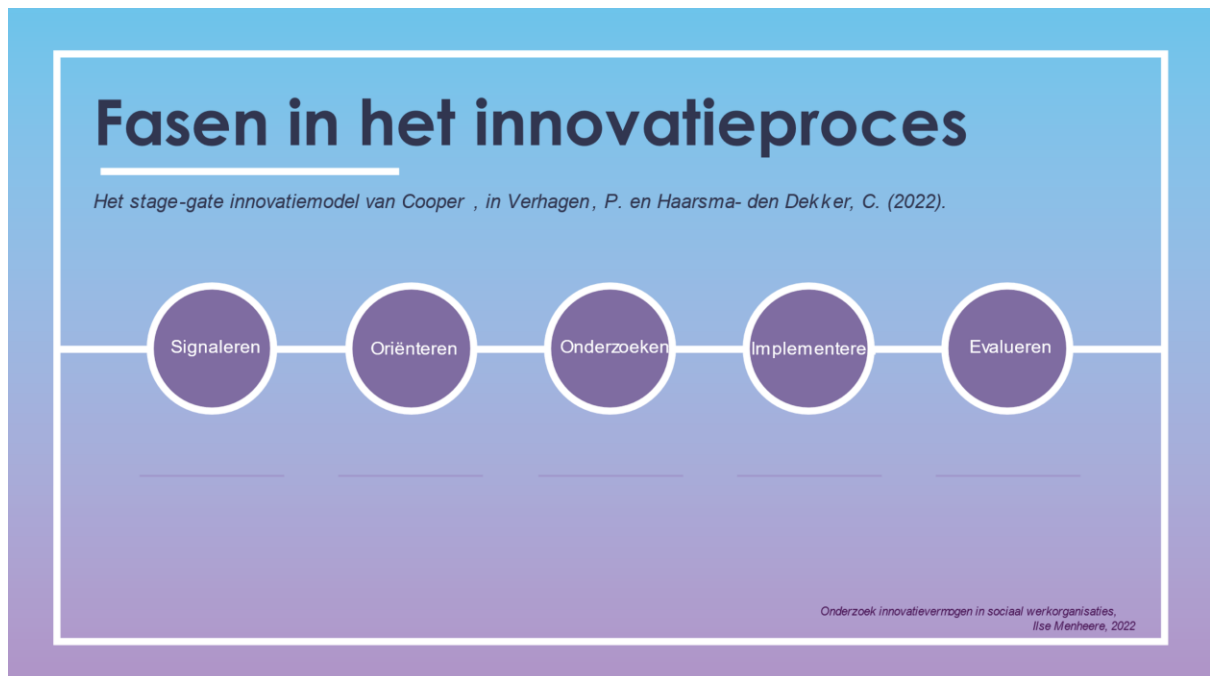 Fasen in het innovatieproces
Het stage-gate innovatiemodel van Cooper , in Verhagen, P. en Haarsma- den Dekker, C. (2022).
Signaleren
Oriënteren
Onderzoeken
Implementere
Evalueren
Onderzoek innovatievermogen in sociaal werkorganisaties,
Ilse Menheere, 2022